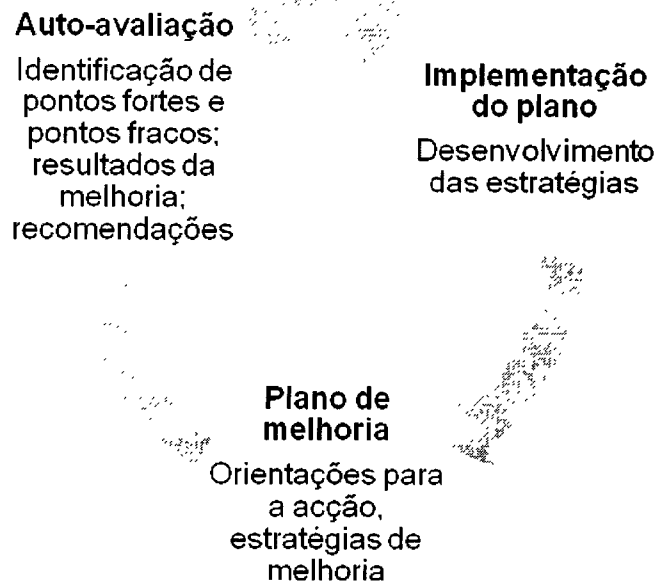 Auto-avaliação
Identificação de
pontos fortes e
pontos fracos;
resultados da
melhoria;
recomendações
Implementação
do plano
Desenvolvimento
das estratégias
Plano de
melhoria
Orientações para
a acção,
estratégias de
melhoria